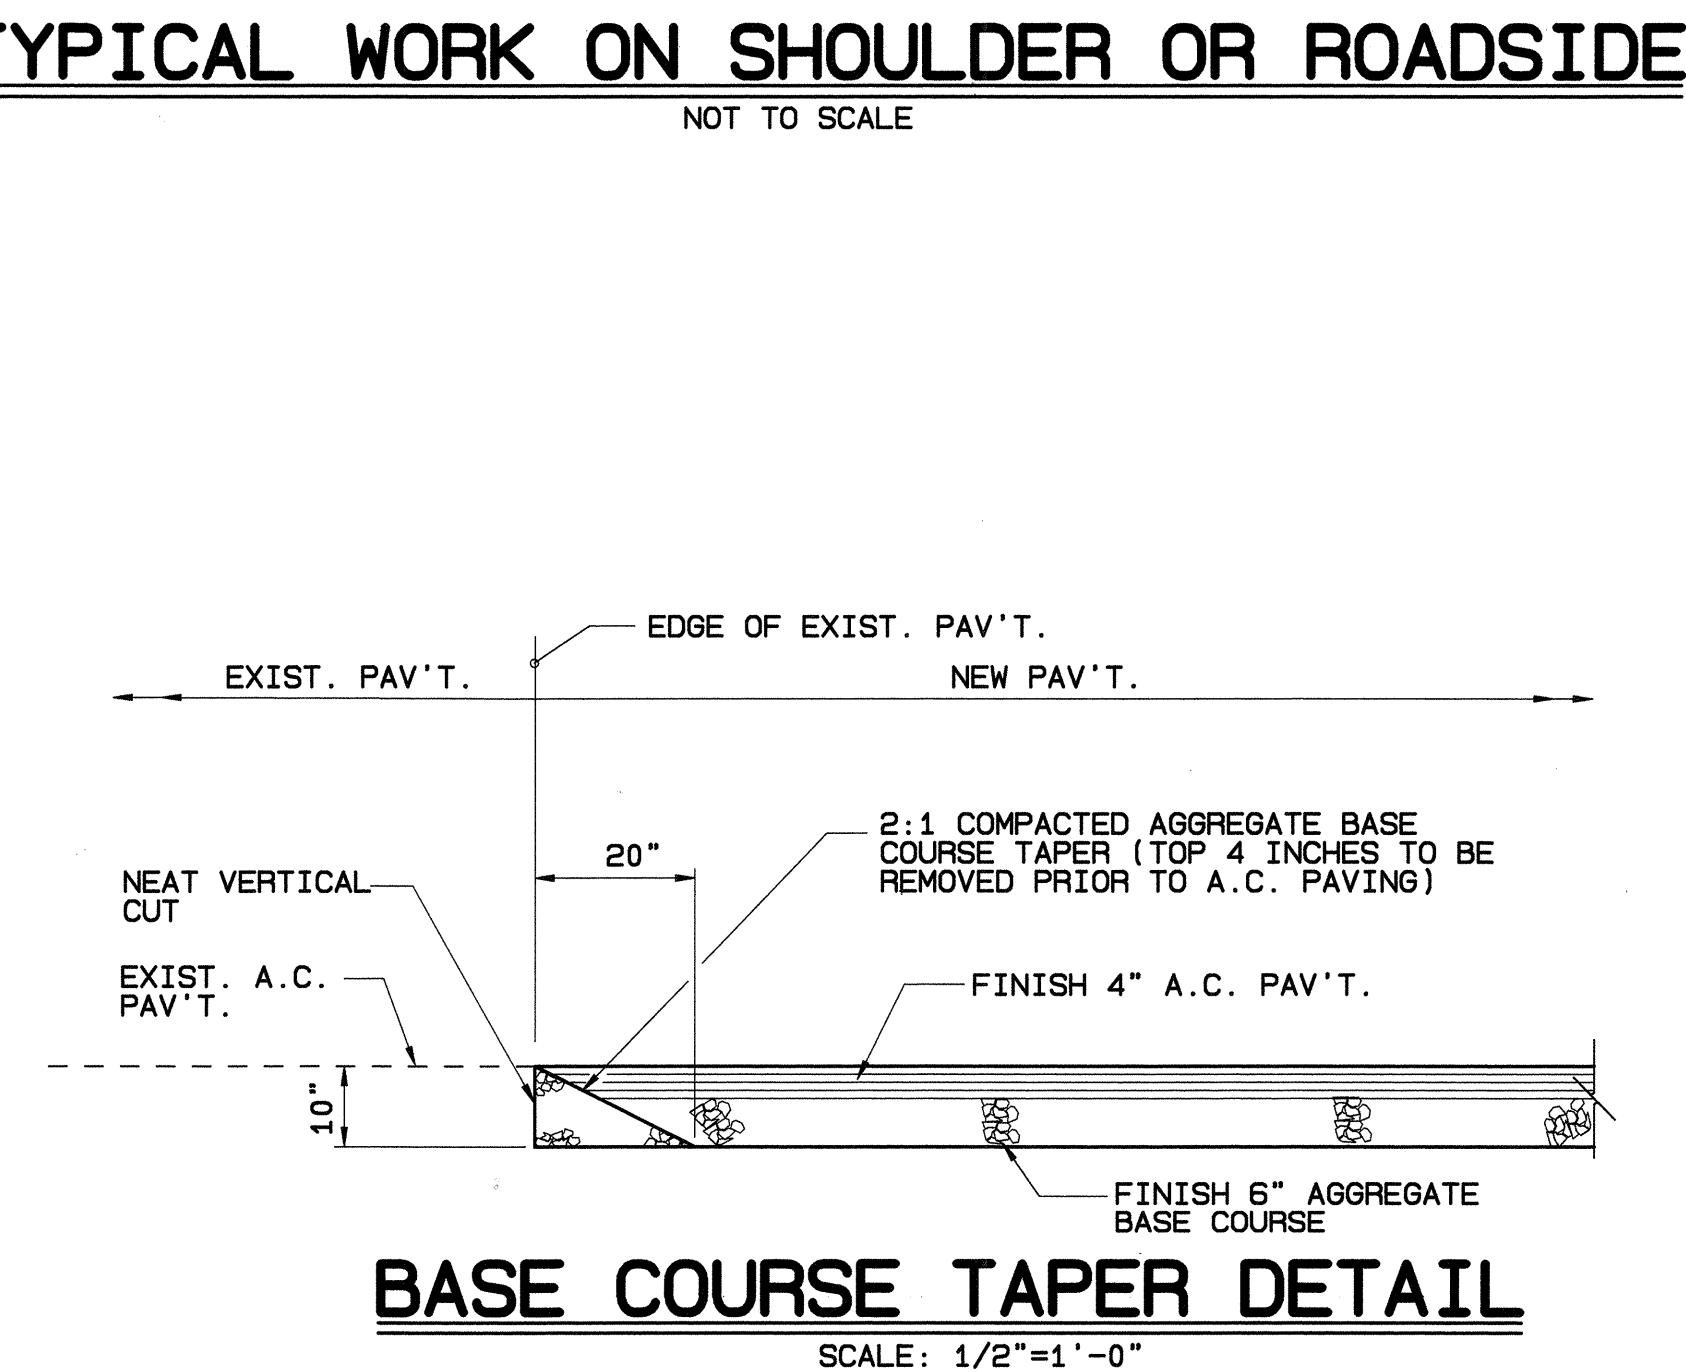 TYPICAL WORK ON SHOULDER OR ROADSIDE
NOT TO SCALE
EDGE OF EXIST. PAV'T.
EXIST. PAV'T.
NEW PAV'T.
2:1 COMPACTED AGGREGATE BASE
COURSE TAPER (TOP 4 INCHES TO BE
REMOVED PRIOR TO A.C. PAVING)
20"
NEAT VERTICAL
CUT
EXIST. A.C.
PAV'T.
FINISH 4" A.C. PAV'T.
10"
FINISH 6" AGGREGATE
BASE COURSE
BASE COURSE TAPER DETAIL
SCALE: 1/2"=1'-0"